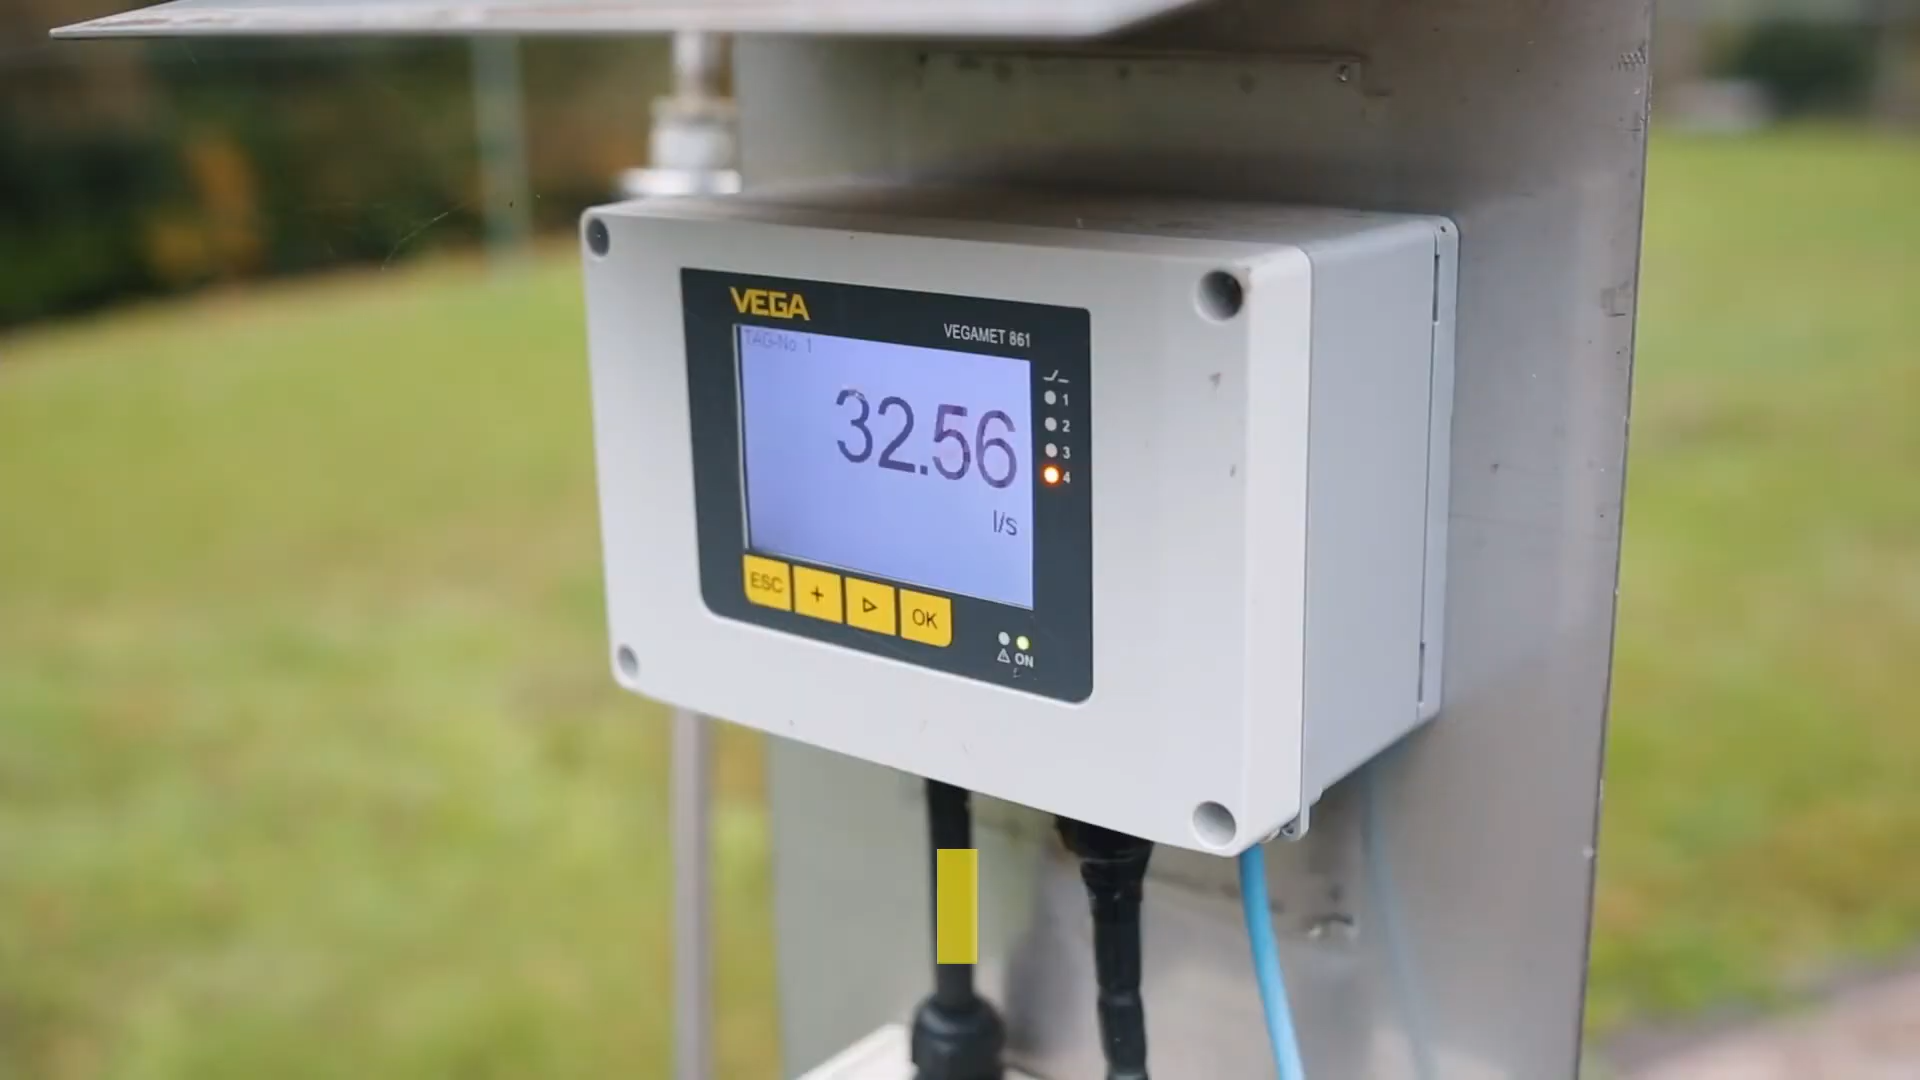 VEGA
VEGAMET 861
TAG-No. 1
32.56
l/s
1
2
3
4
ESC
+
OK
ON